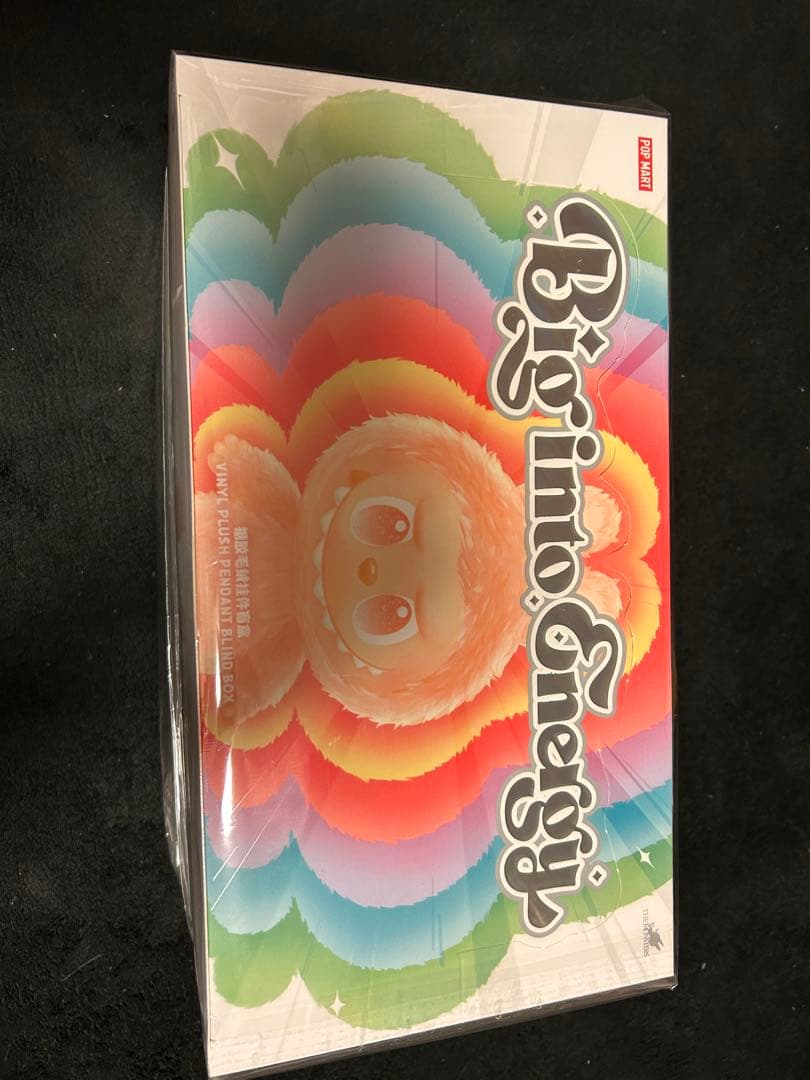 POP MART
Big into Energy
THE MONSTERS
搪胶毛绒挂件盲盒
VINYL PLUSH PENDANT BLIND BOX